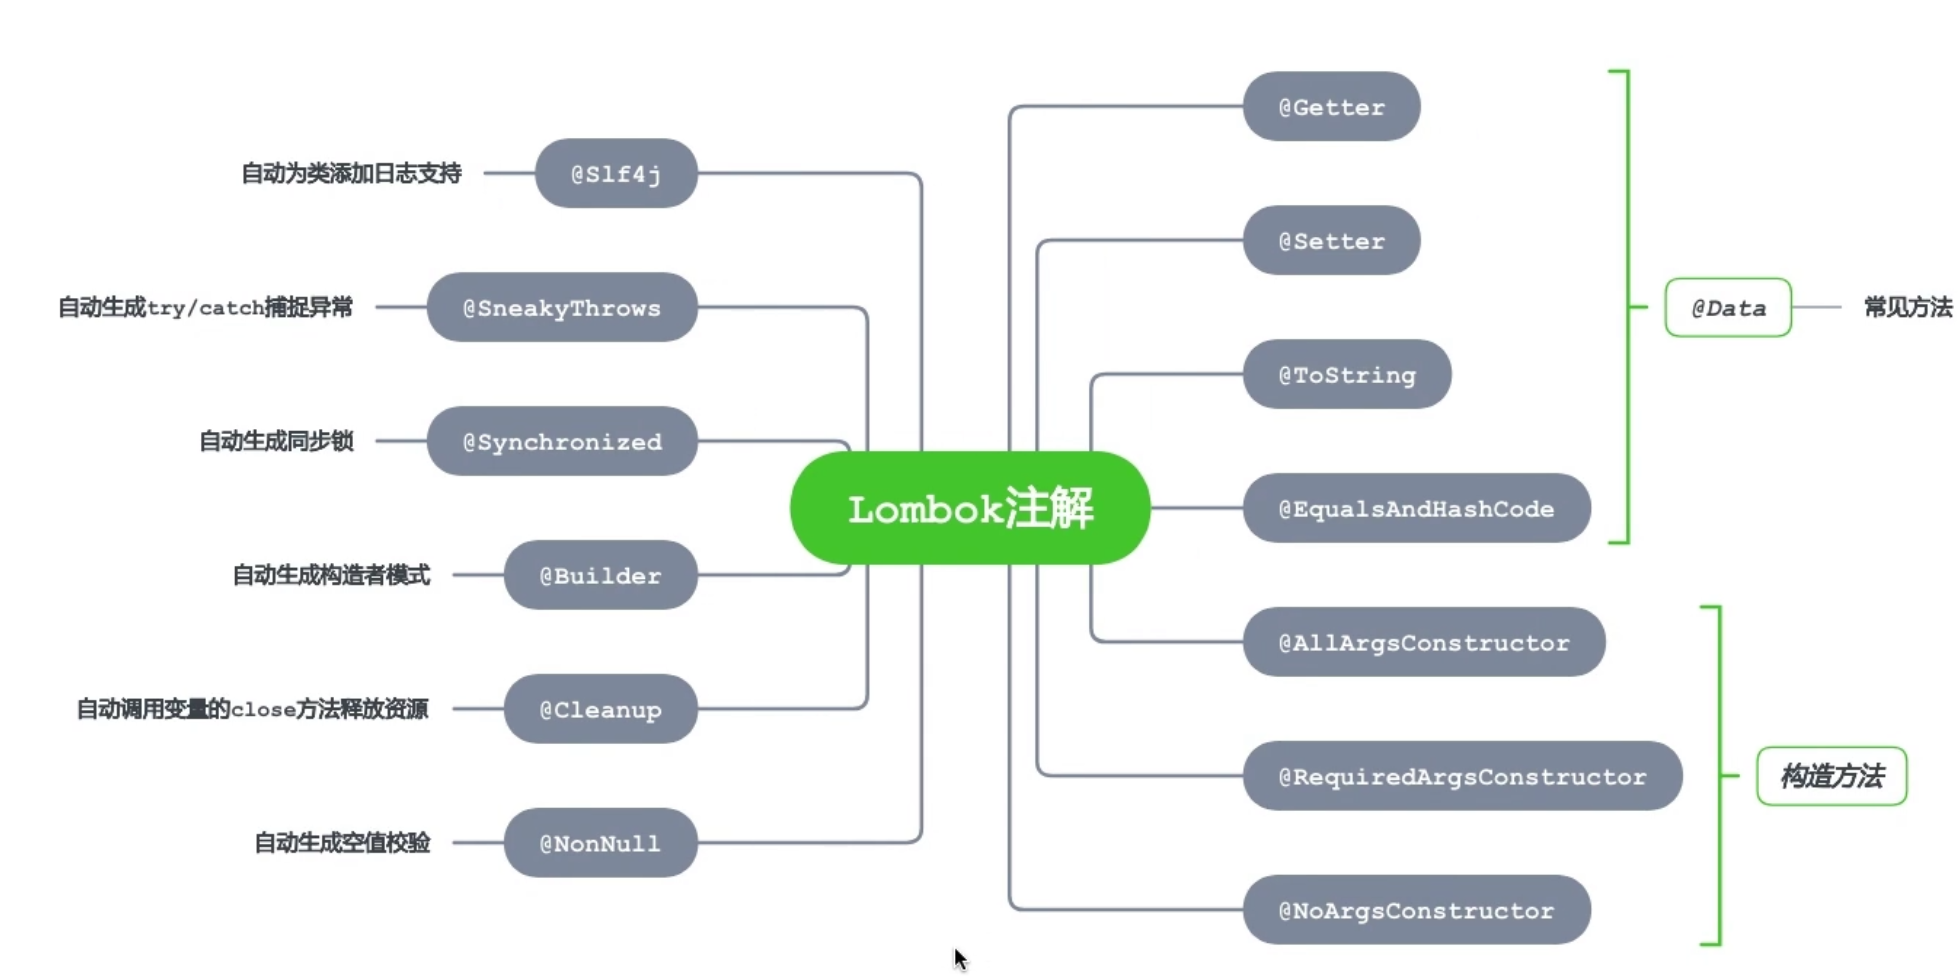 Lombok注解
@Getter
@Setter
@ToString
@EqualsAndHashCode
@Data
常见方法
@AllArgsConstructor
@RequiredArgsConstructor
@NoArgsConstructor
构造方法
自动为类添加日志支持
@Slf4j
自动生成try/catch捕捉异常
@SneakyThrows
自动生成同步锁
@Synchronized
自动生成构造者模式
@Builder
自动调用变量的close方法释放资源
@Cleanup
自动生成空值校验
@NonNull